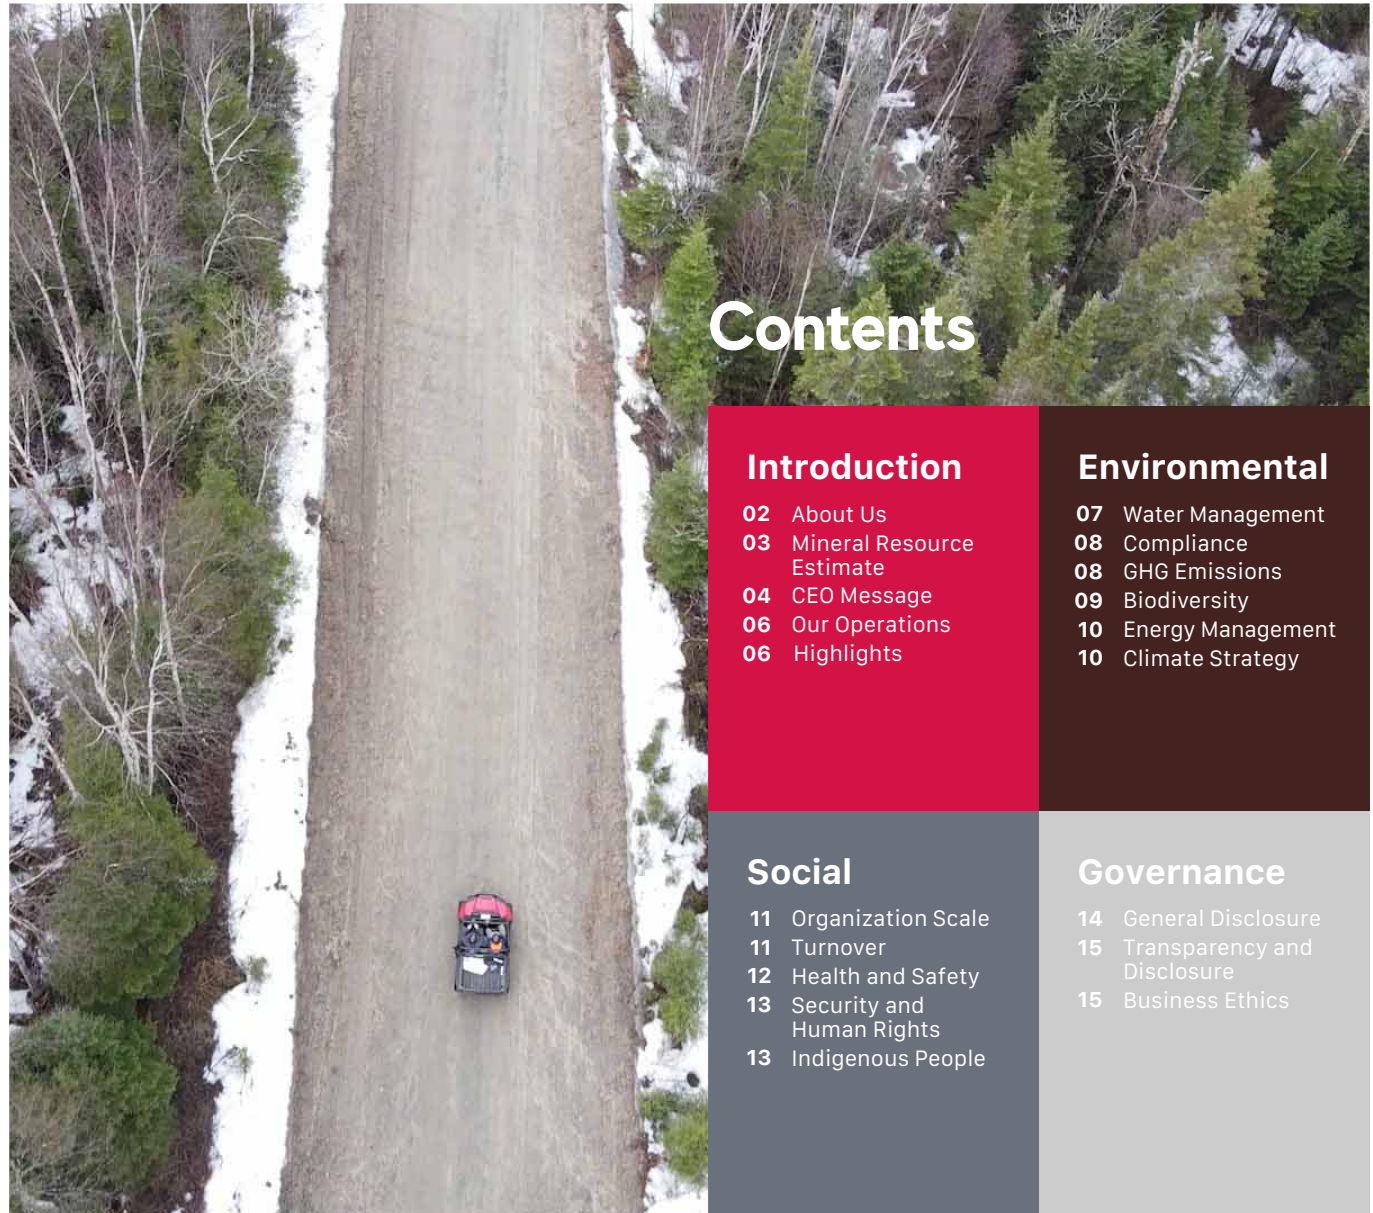 Contents
Introduction
02 About Us
03 Mineral Resource
Estimate
04 CEO Message
06 Our Operations
06 Highlights
Environmental
07 Water Management
08 Compliance
08 GHG Emissions
09 Biodiversity
10 Energy Management
10 Climate Strategy
Social
11 Organization Scale
11 Turnover
12 Health and Safety
13 Security and
Human Rights
13 Indigenous People
Governance
14 General Disclosure
15 Transparency and
Disclosure
15 Business Ethics